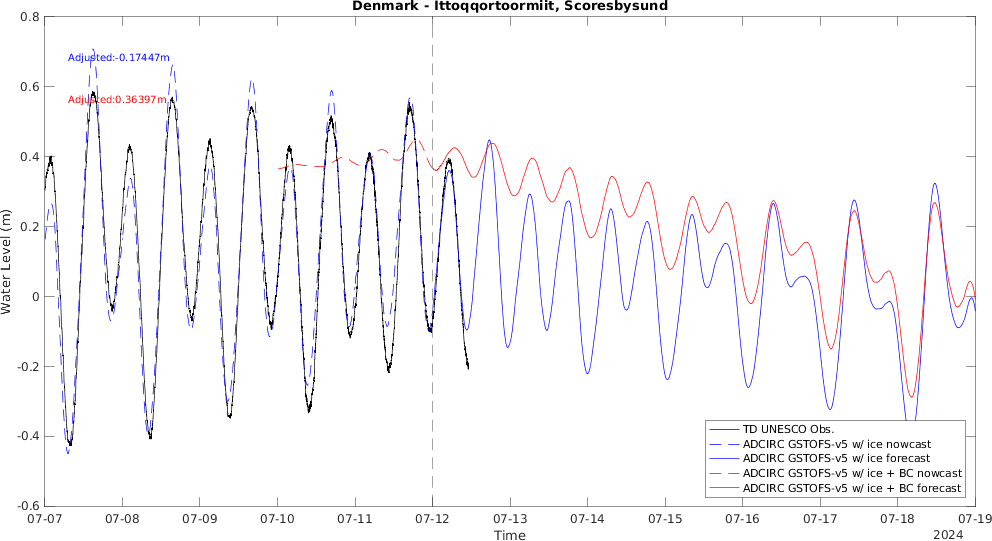 Denmark - Ittoqqortoormiit, Scoresbysund
Adjusted:-0.17447m
Adjusted:0.36397m
Water Level (m)
0.8
0.6
0.4
0.2
0
-0.2
-0.4
-0.6
TD UNESCO Obs.
ADCIRC GSTOFS-v5 w/ ice nowcast
ADCIRC GSTOFS-v5 w/ ice forecast
ADCIRC GSTOFS-v5 w/ ice + BC nowcast
ADCIRC GSTOFS-v5 w/ ice + BC forecast
07-07 07-08 07-09 07-10 07-11 07-12 07-13 07-14 07-15 07-16 07-17 07-18 07-19
Time
2024